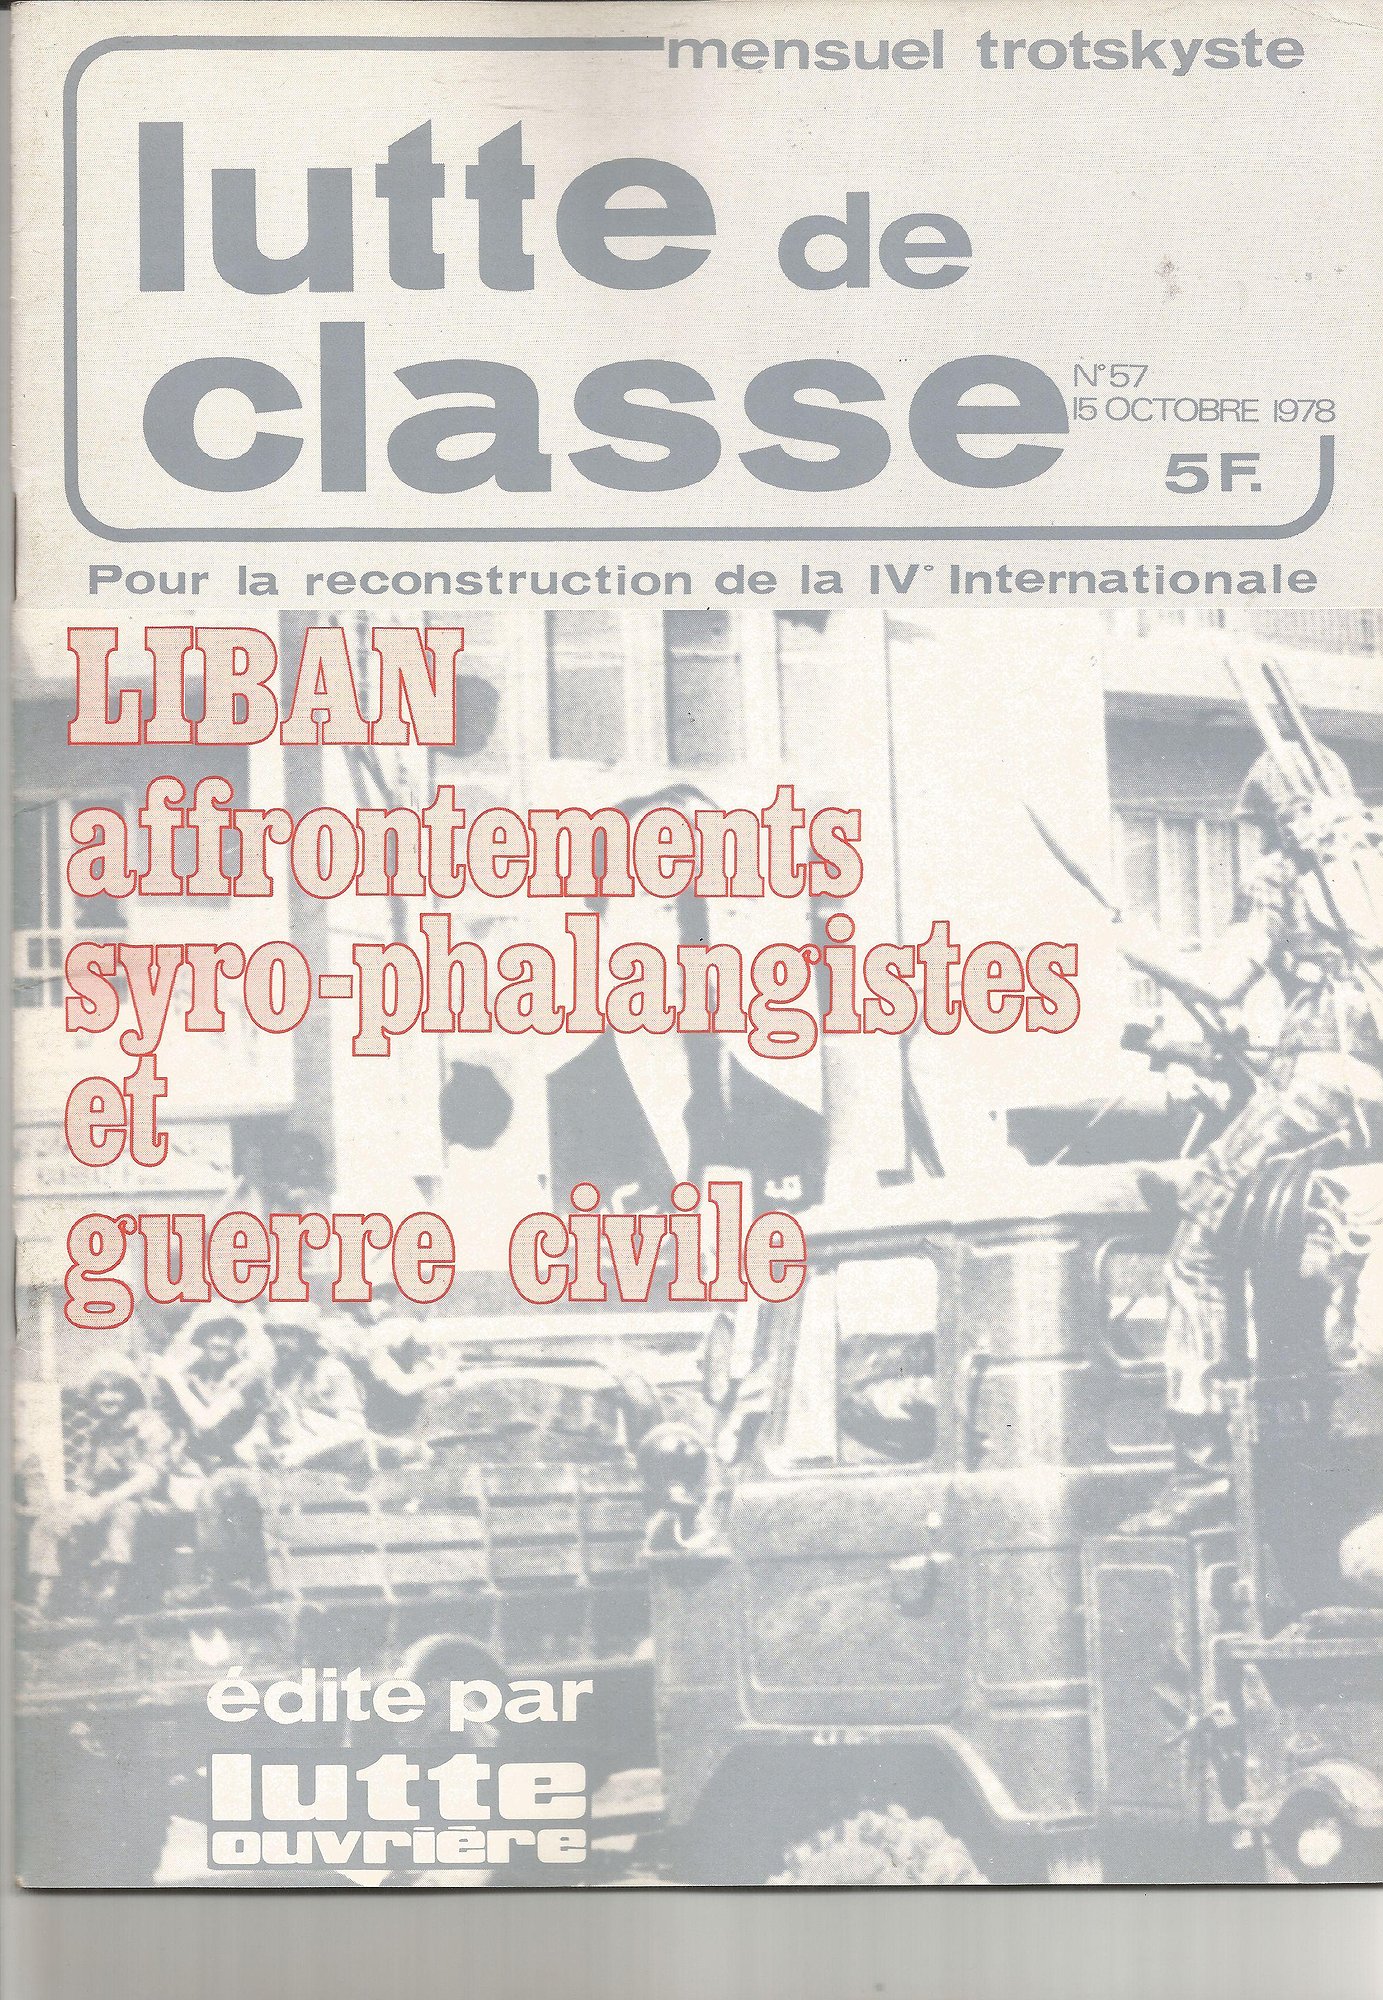 mensuel trotskyste
lutte de
classe
N°57
15 OCTOBRE 1978
5F.
Pour la reconstruction de la IV° Internationale
LIBAN
affrontements
syro-phalangistes
et
guerre civile
édité par
lutte
ouvrière